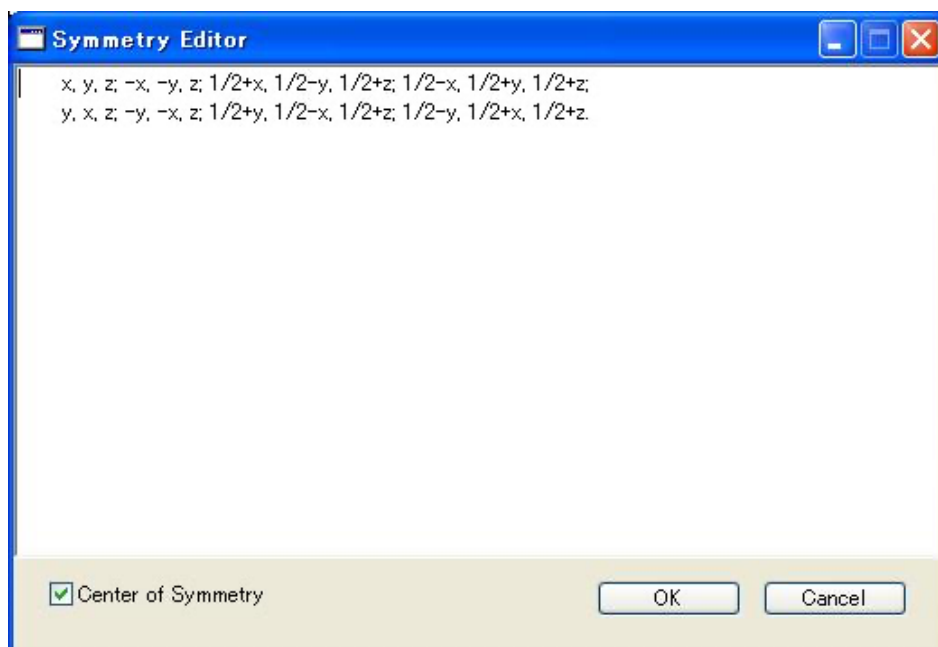 Symmetry Editor
x, y, z; -x, -y, z; 1/2+x, 1/2-y, 1/2+z; 1/2-x, 1/2+y, 1/2+z;
y, x, z; -y, -x, z; 1/2+y, 1/2-x, 1/2+z; 1/2-y, 1/2+x, 1/2+z.
Center of Symmetry
OK
Cancel